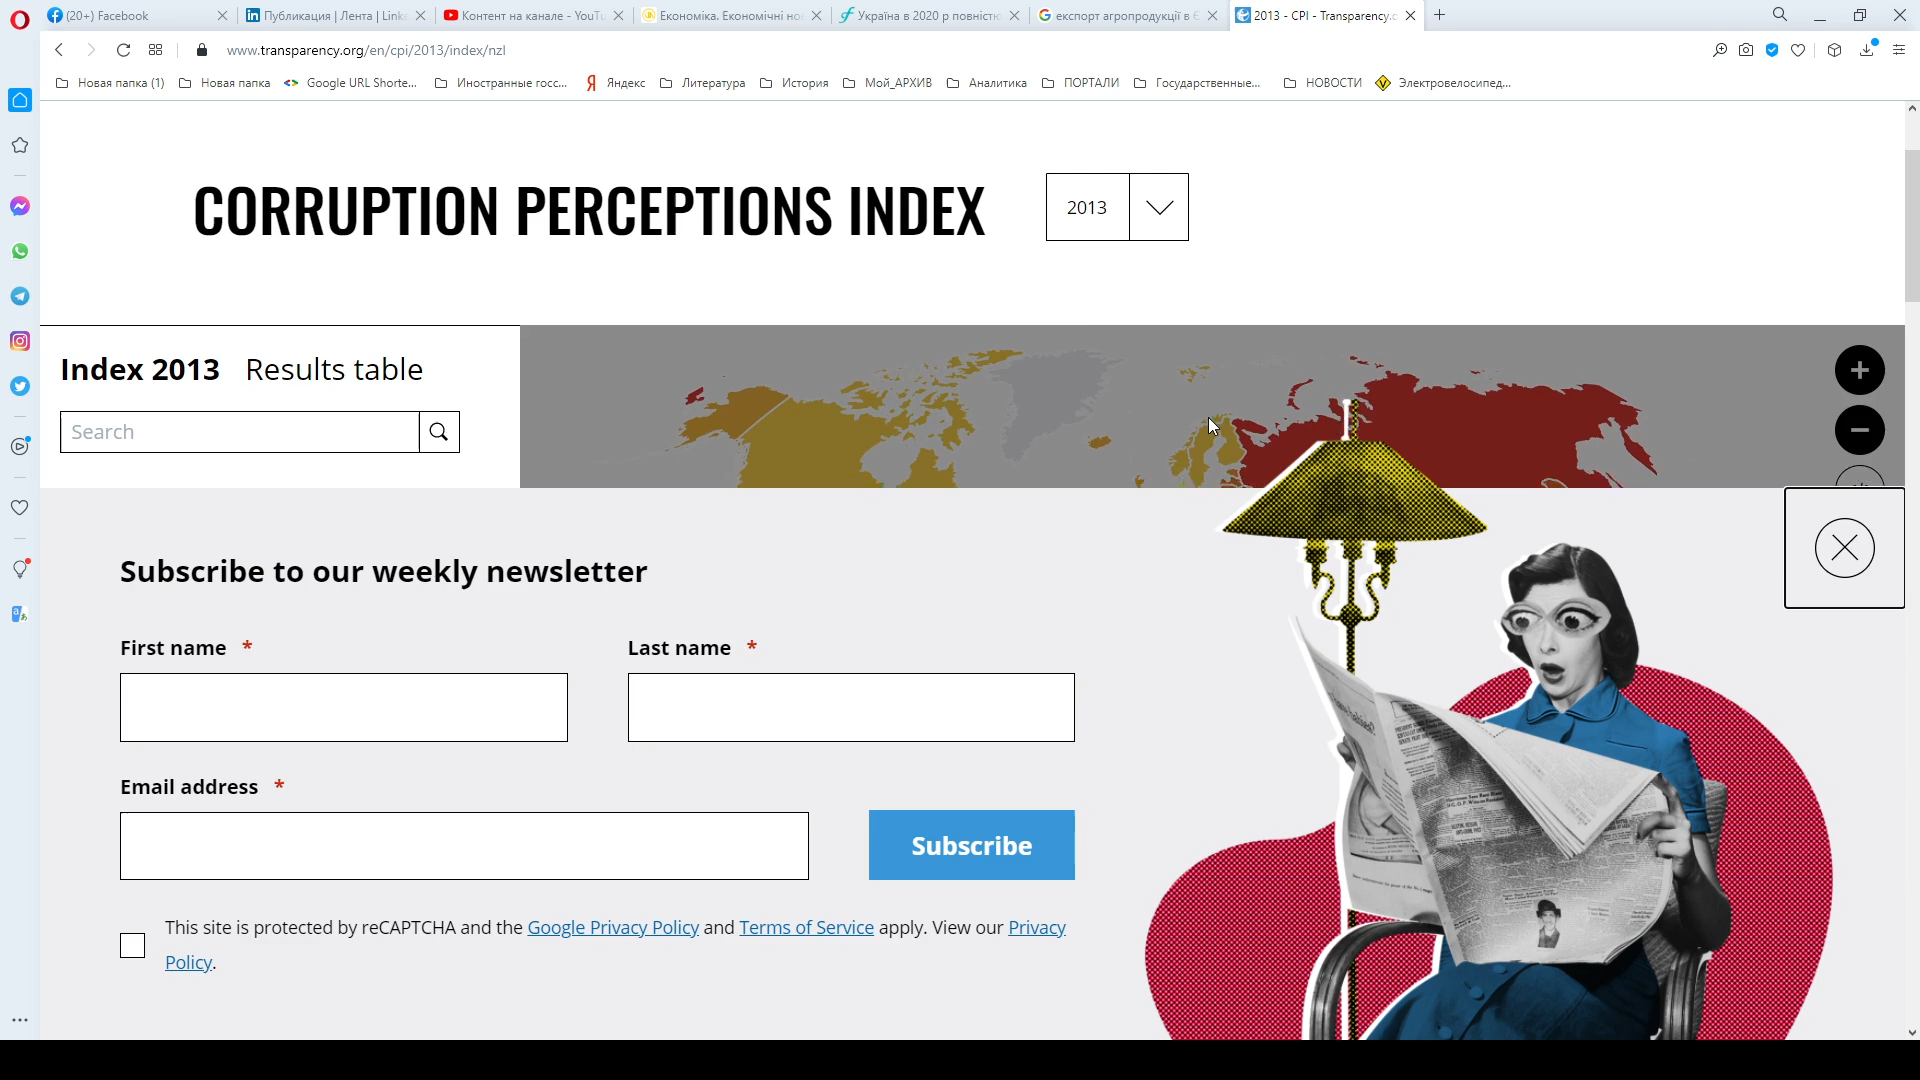 (20+) Facebook
Публикация | Лента | Linke
Контент на канале - YouTu
Економіка. Економічні нов
Україна в 2020 р повністю
експорт агропродукції в Є
2013 - CPI - Transparency.o
www.transparency.org/en/cpi/2013/index/nzl
Новая папка (1)
Новая папка
Google URL Shorte...
Иностранные госс...
Яндекс
Литература
История
Мой_АРХИВ
Аналитика
ПОРТАЛИ
Государственные...
НОВОСТИ
Электровелосипед...
CORRUPTION PERCEPTIONS INDEX
2013
Index 2013 Results table
Search
Subscribe to our weekly newsletter
First name *
Last name *
Email address *
Subscribe
This site is protected by reCAPTCHA and the Google Privacy Policy and Terms of Service apply. View our Privacy
Policy.